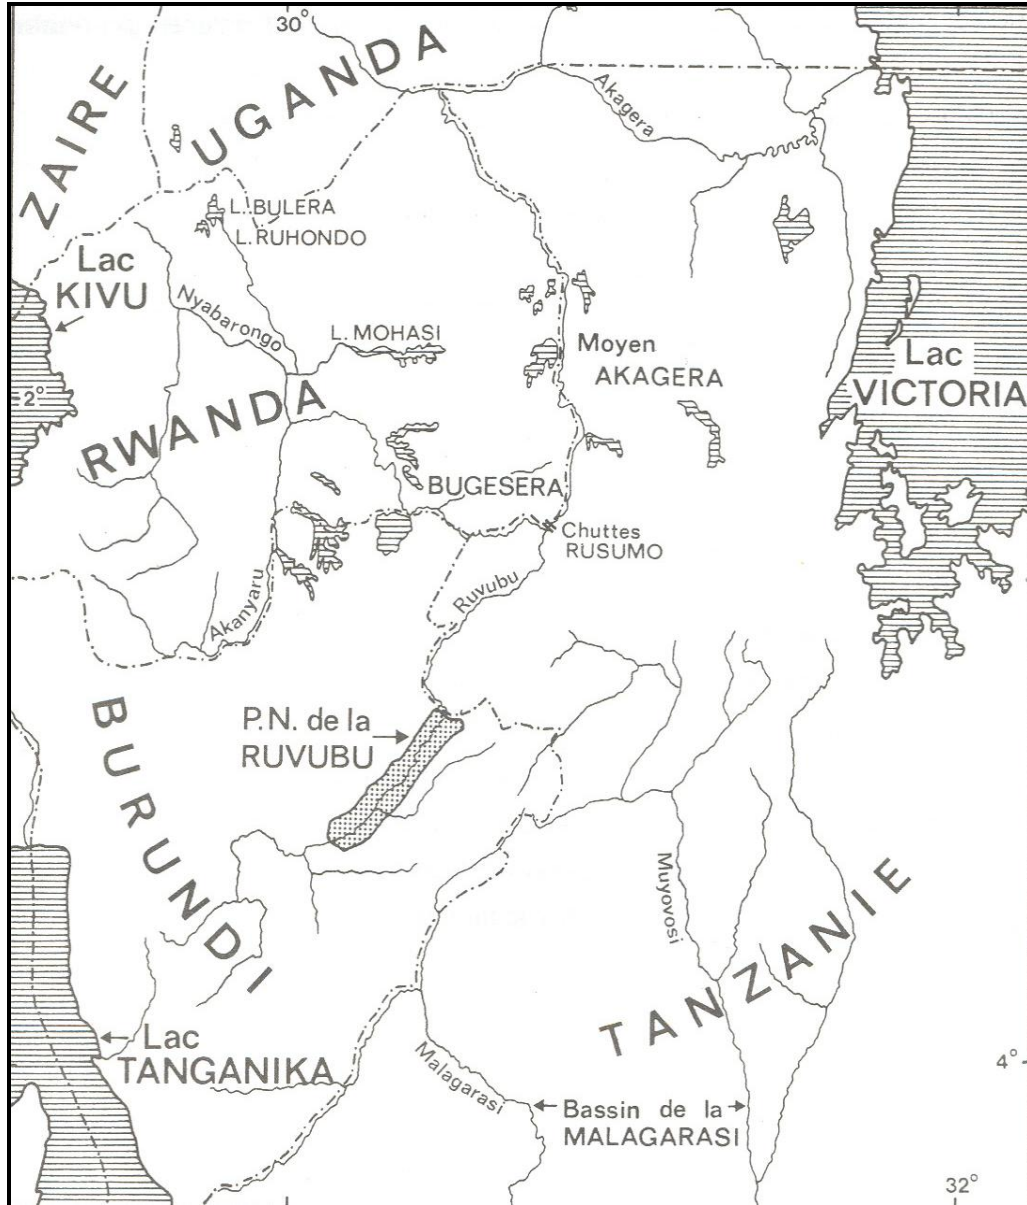 30°
ZAIRE
UGANDA
Akagera
L. BULERA
L. RUHONDO
Lac
KIVU
Nyabarongo
L. MOHASI
Moyen
AKAGERA
Lac
VICTORIA
2°
RWANDA
BUGESERA
Chuttes
RUSUMO
Ruvubu
Akanyaru
BURUNDI
P.N. de la
RUVUBU
Muyovosi
TANZANIE
Lac
TANGANIKA
Malagarasi
4°
Bassin de la
MALAGARASI
32°